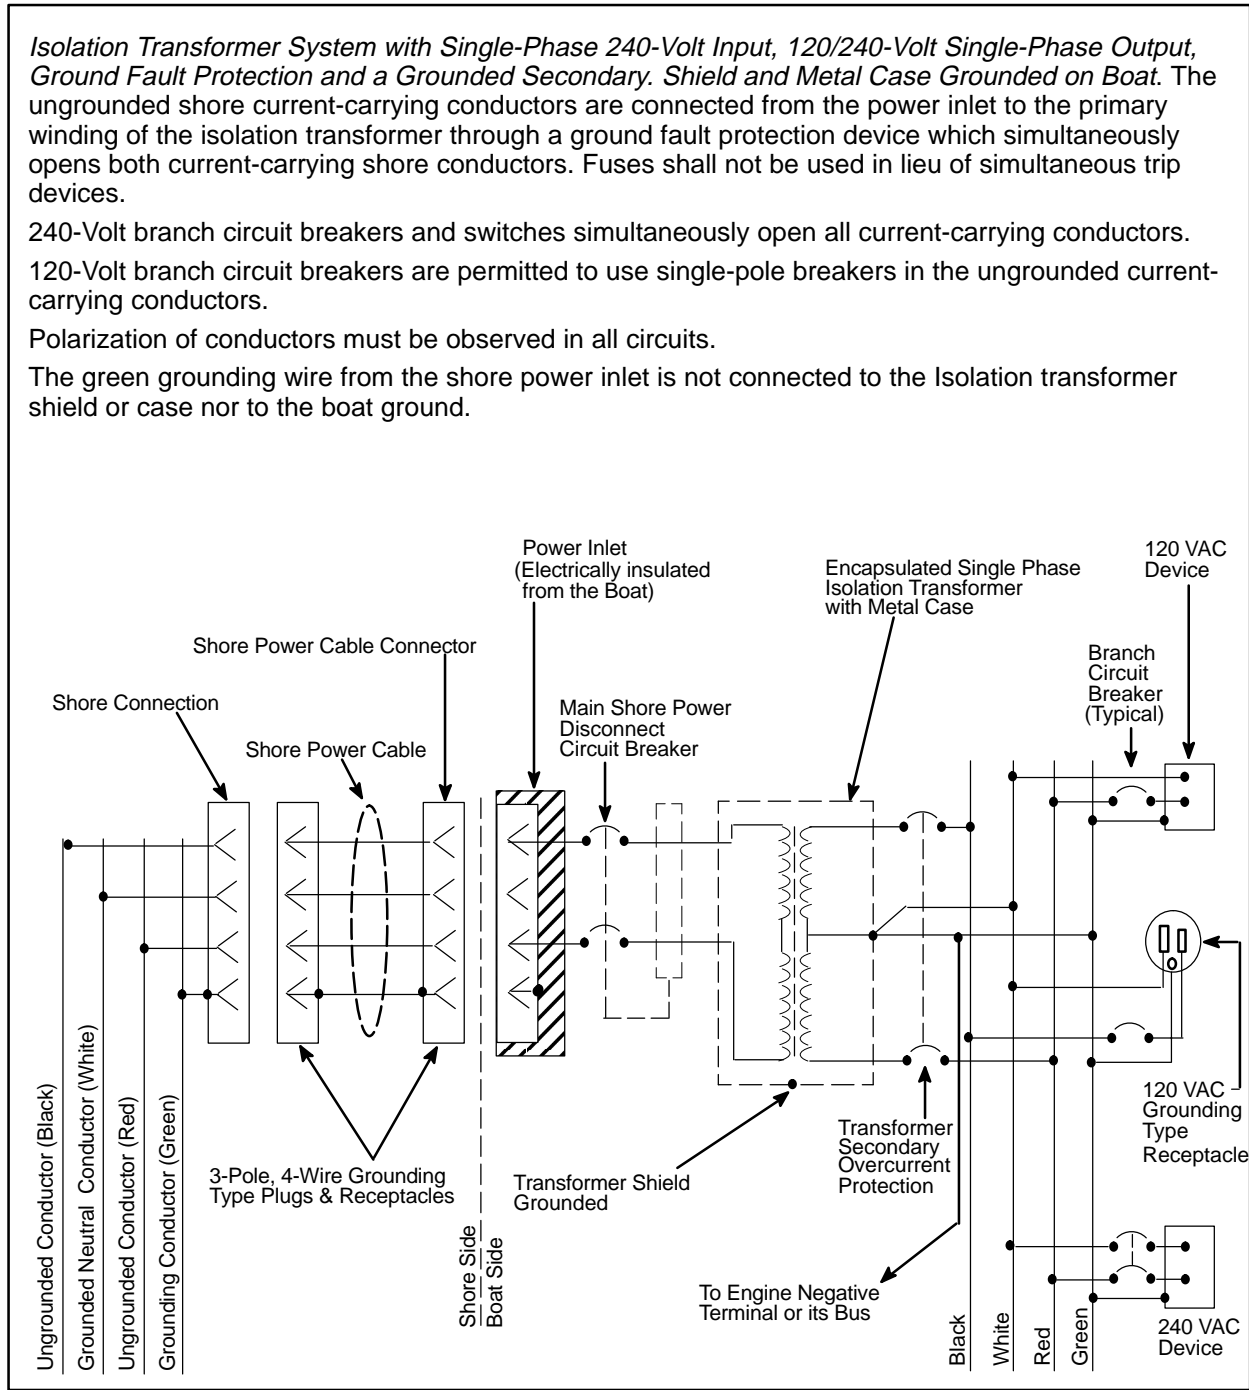 Isolation Transformer System with Single-Phase 240-Volt Input, 120/240-Volt Single-Phase Output,
Ground Fault Protection and a Grounded Secondary. Shield and Metal Case Grounded on Boat. The
ungrounded shore current-carrying conductors are connected from the power inlet to the primary
winding of the isolation transformer through a ground fault protection device which simultaneously
opens both current-carrying shore conductors. Fuses shall not be used in lieu of simultaneous trip
devices.
240-Volt branch circuit breakers and switches simultaneously open all current-carrying conductors.
120-Volt branch circuit breakers are permitted to use single-pole breakers in the ungrounded current-
carrying conductors.
Polarization of conductors must be observed in all circuits.
The green grounding wire from the shore power inlet is not connected to the Isolation transformer
shield or case nor to the boat ground.
Power Inlet
(Electrically insulated
from the Boat)
Encapsulated Single Phase
Isolation Transformer
with Metal Case
120 VAC
Device
Shore Power Cable Connector
Branch
Circuit
Breaker
(Typical)
Shore Connection
Main Shore Power
Disconnect
Circuit Breaker
Shore Power Cable
Ungrounded Conductor (Black)
Grounded Neutral Conductor (White)
Ungrounded Conductor (Red)
Grounding Conductor (Green)
3-Pole, 4-Wire Grounding
Type Plugs & Receptacles
Shore Side
Boat Side
Transformer Shield
Grounded
Transformer
Secondary
Overcurrent
Protection
120 VAC
Grounding
Type
Receptacle
To Engine Negative
Terminal or its Bus
Black
White
Red
Green
240 VAC
Device